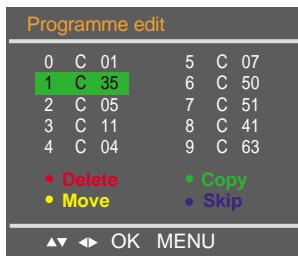 Programme edit
0 C 01 5 C 07
1 C 35 6 C 50
2 C 05 7 C 51
3 C 11 8 C 41
4 C 04 9 C 63
• Delete • Copy
• Move • Skip
▲▼ ◀▶ OK MENU